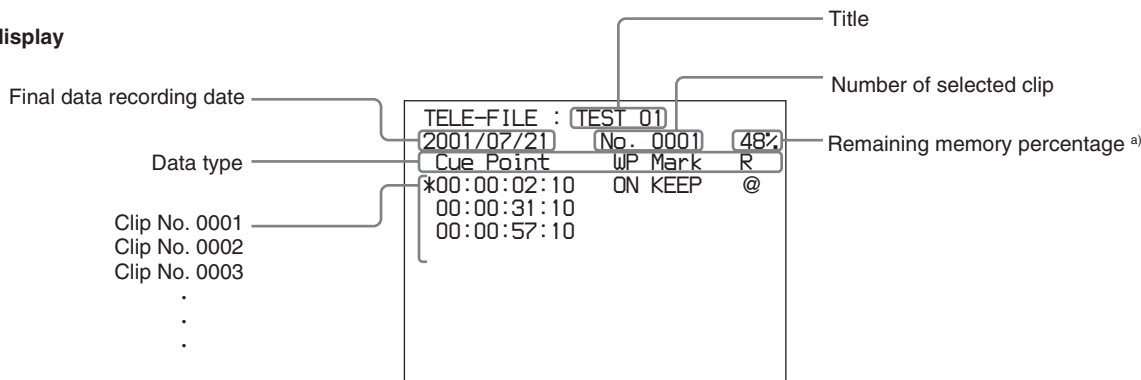 display
Title
Number of selected clip
Final data recording date
Remaining memory percentage a)
Data type
Clip No. 0001
Clip No. 0002
Clip No. 0003
.
.
.
TELE-FILE : TEST 01
2001/07/21 No. 0001 48%
Cue Point WP Mark R
*00:00:02:10 ON KEEP @
00:00:31:10
00:00:57:10